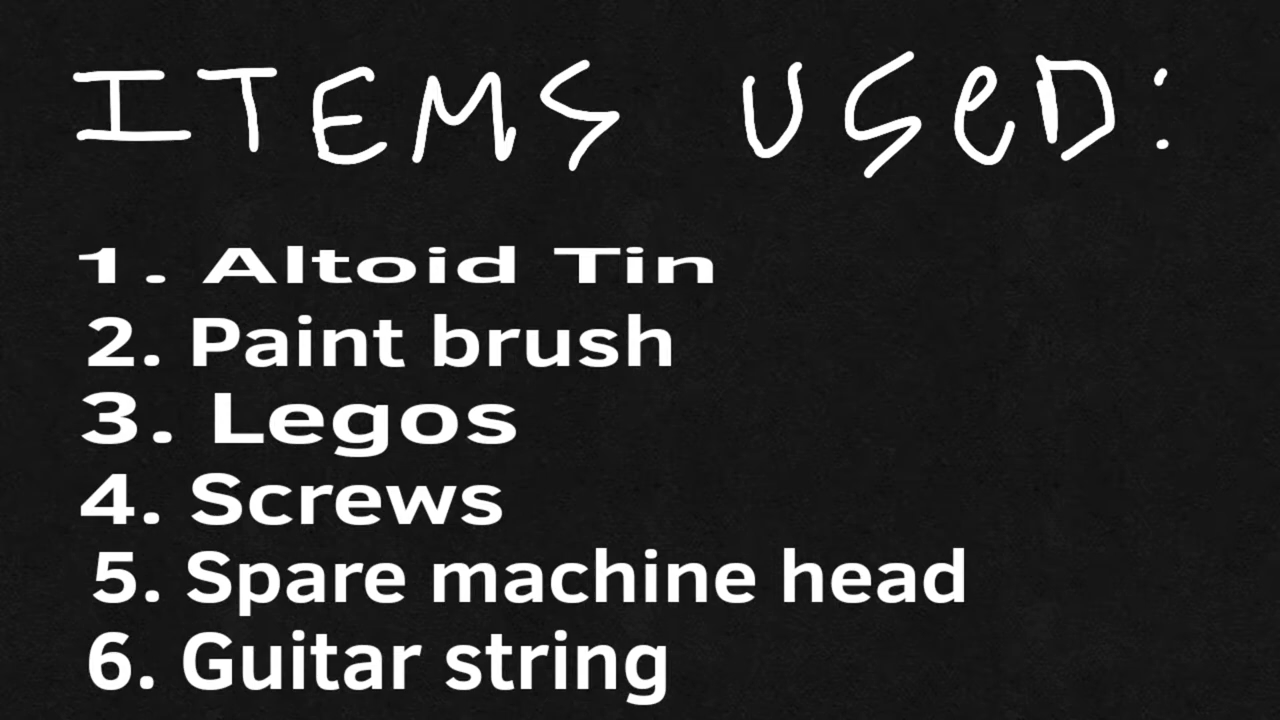 ITEMS USeD:
1. Altoid Tin
2. Paint brush
3. Legos
4. Screws
5. Spare machine head
6. Guitar string